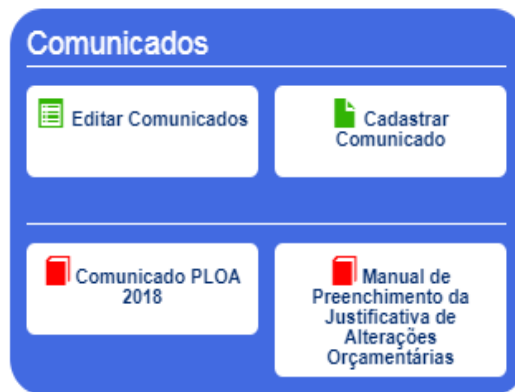 Comunicados
Editar Comunicados
Cadastrar
Comunicado
Comunicado PLOA
2018
Manual de
Preenchimento da
Justificativa de
Alterações
Orçamentárias